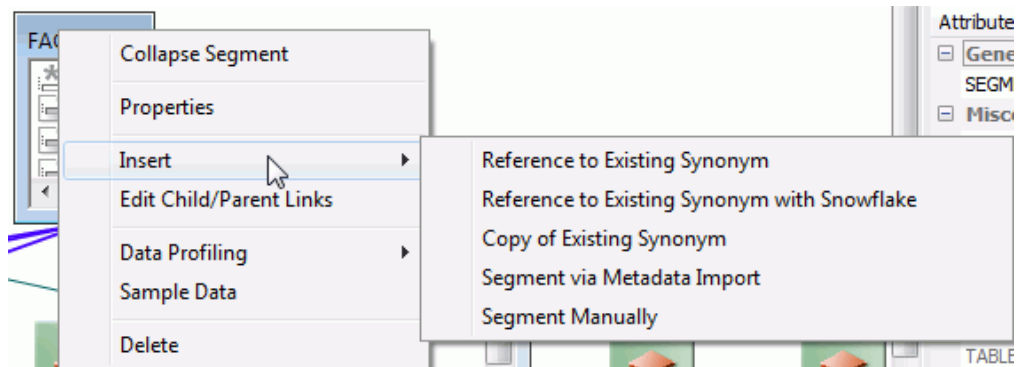 FAC
Collapse Segment
Properties
Insert
Edit Child/Parent Links
Data Profiling
Sample Data
Delete
Reference to Existing Synonym
Reference to Existing Synonym with Snowflake
Copy of Existing Synonym
Segment via Metadata Import
Segment Manually
Attribute
Gene
SEGM
Misc
TABLE